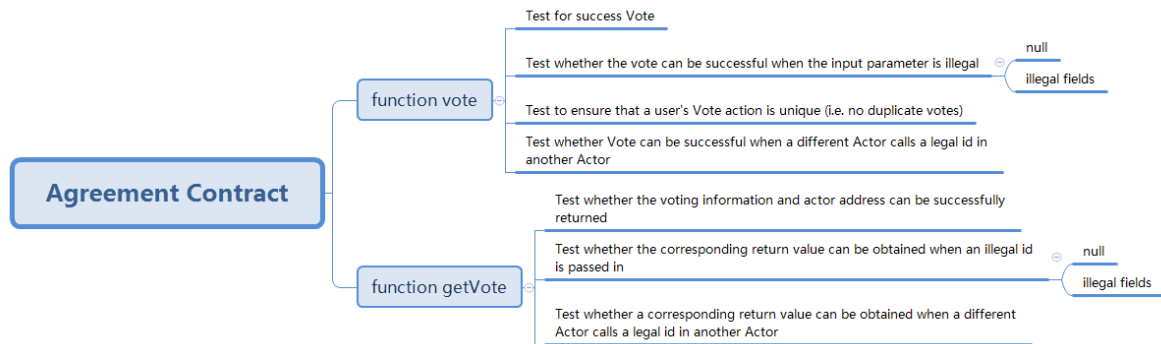 Test for success Vote
Test whether the vote can be successful when the input parameter is illegal
null
illegal fields
function vote
Test to ensure that a user's Vote action is unique (i.e. no duplicate votes)
Test whether Vote can be successful when a different Actor calls a legal id in
another Actor
Agreement Contract
Test whether the voting information and actor address can be successfully
returned
Test whether the corresponding return value can be obtained when an illegal id
is passed in
null
illegal fields
function getVote
Test whether a corresponding return value can be obtained when a different
Actor calls a legal id in another Actor